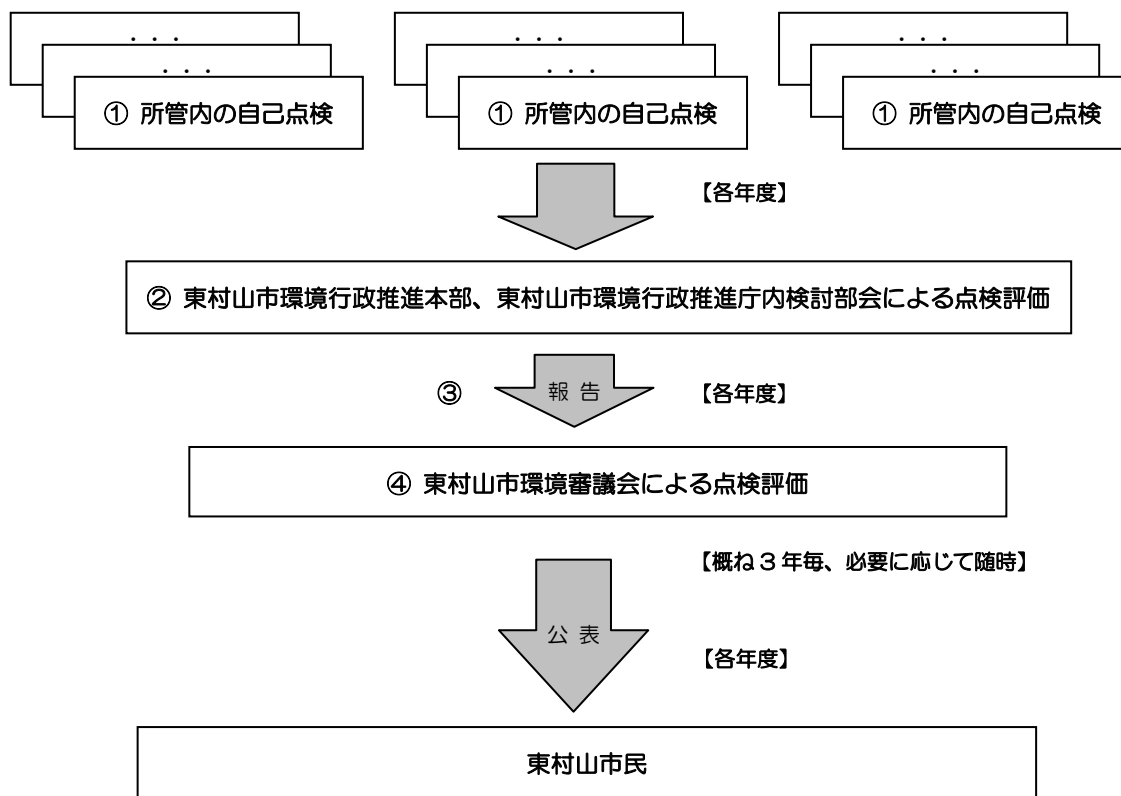 ・・・
・・・
・・・
・・・
・・・
・・・
① 所管内の自己点検
① 所管内の自己点検
① 所管内の自己点検
【各年度】
② 東村山市環境行政推進本部、東村山市環境行政推進庁内検討部会による点検評価
③
報 告
【各年度】
④ 東村山市環境審議会による点検評価
【概ね3年毎、必要に応じて随時】
公 表
【各年度】
東村山市民